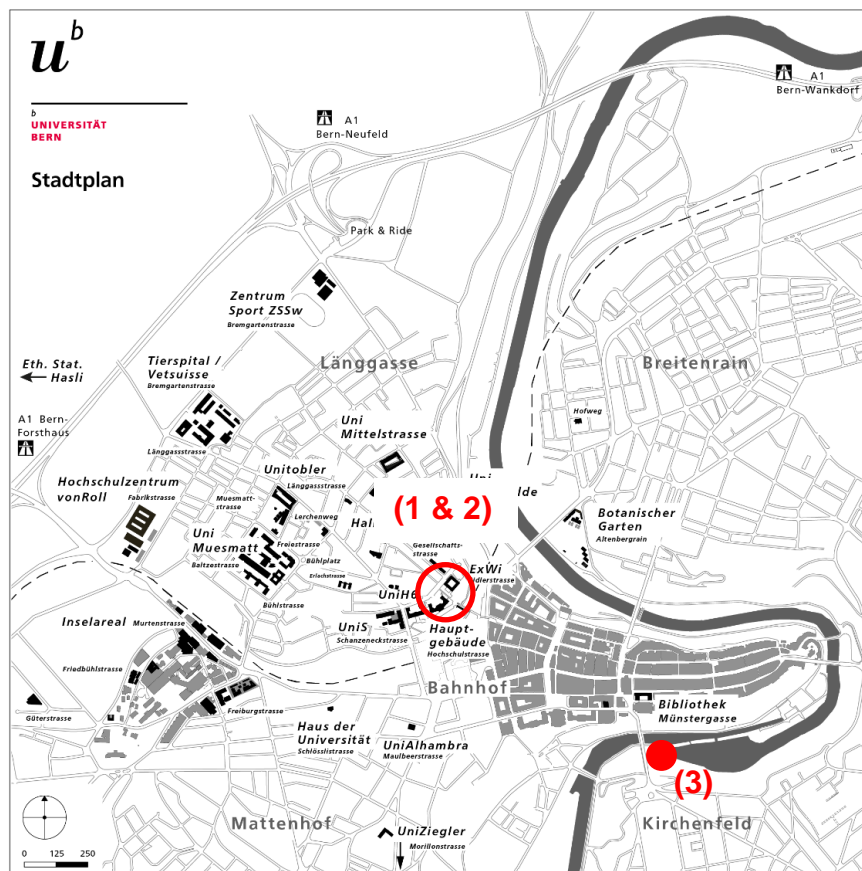 u^b
b
UNIVERSITÄT
BERN
Stadtplan
A1
Bern-Wankdorf
A1
Bern-Neufeld
Park & Ride
Zentrum
Sport ZSSw
Bremgartenstrasse
Länggasse
Breitenrain
Tierspital /
Vetsuisse
Bremgartenstrasse
Eth. Stat.
Hasli
A1 Bern-
Forsthaus
Länggassstrasse
Uni
Mittelstrasse
Hofweg
Hochschulzentrum
vonRoll
Fabrikstrasse
Unitobler
Länggassstrasse
Muesmatt-
strasse
Lerchenweg
(1 & 2)
Botanischer
Garten
Altenbergrain
Uni
Muesmatt
Baltzestrasse
Freiestrasse
Bühlplatz
Gesellschafts-
strasse
ExWi
Erlachstrasse
Bühlstrasse
UniS
Schanzeneckstrasse
Haupt-
gebäude
Hochschulstrasse
Inselareal
Murtenstrasse
Friedbühlstrasse
Bahnhof
Freiburgstrasse
Güterstrasse
Haus der
Universität
Schlösslistrasse
UniAlhambra
Maulbeerstrasse
Bibliothek
Münstergasse
(3)
Mattenhof
UniZiegler
Morillonstrasse
Kirchenfeld
0 125 250